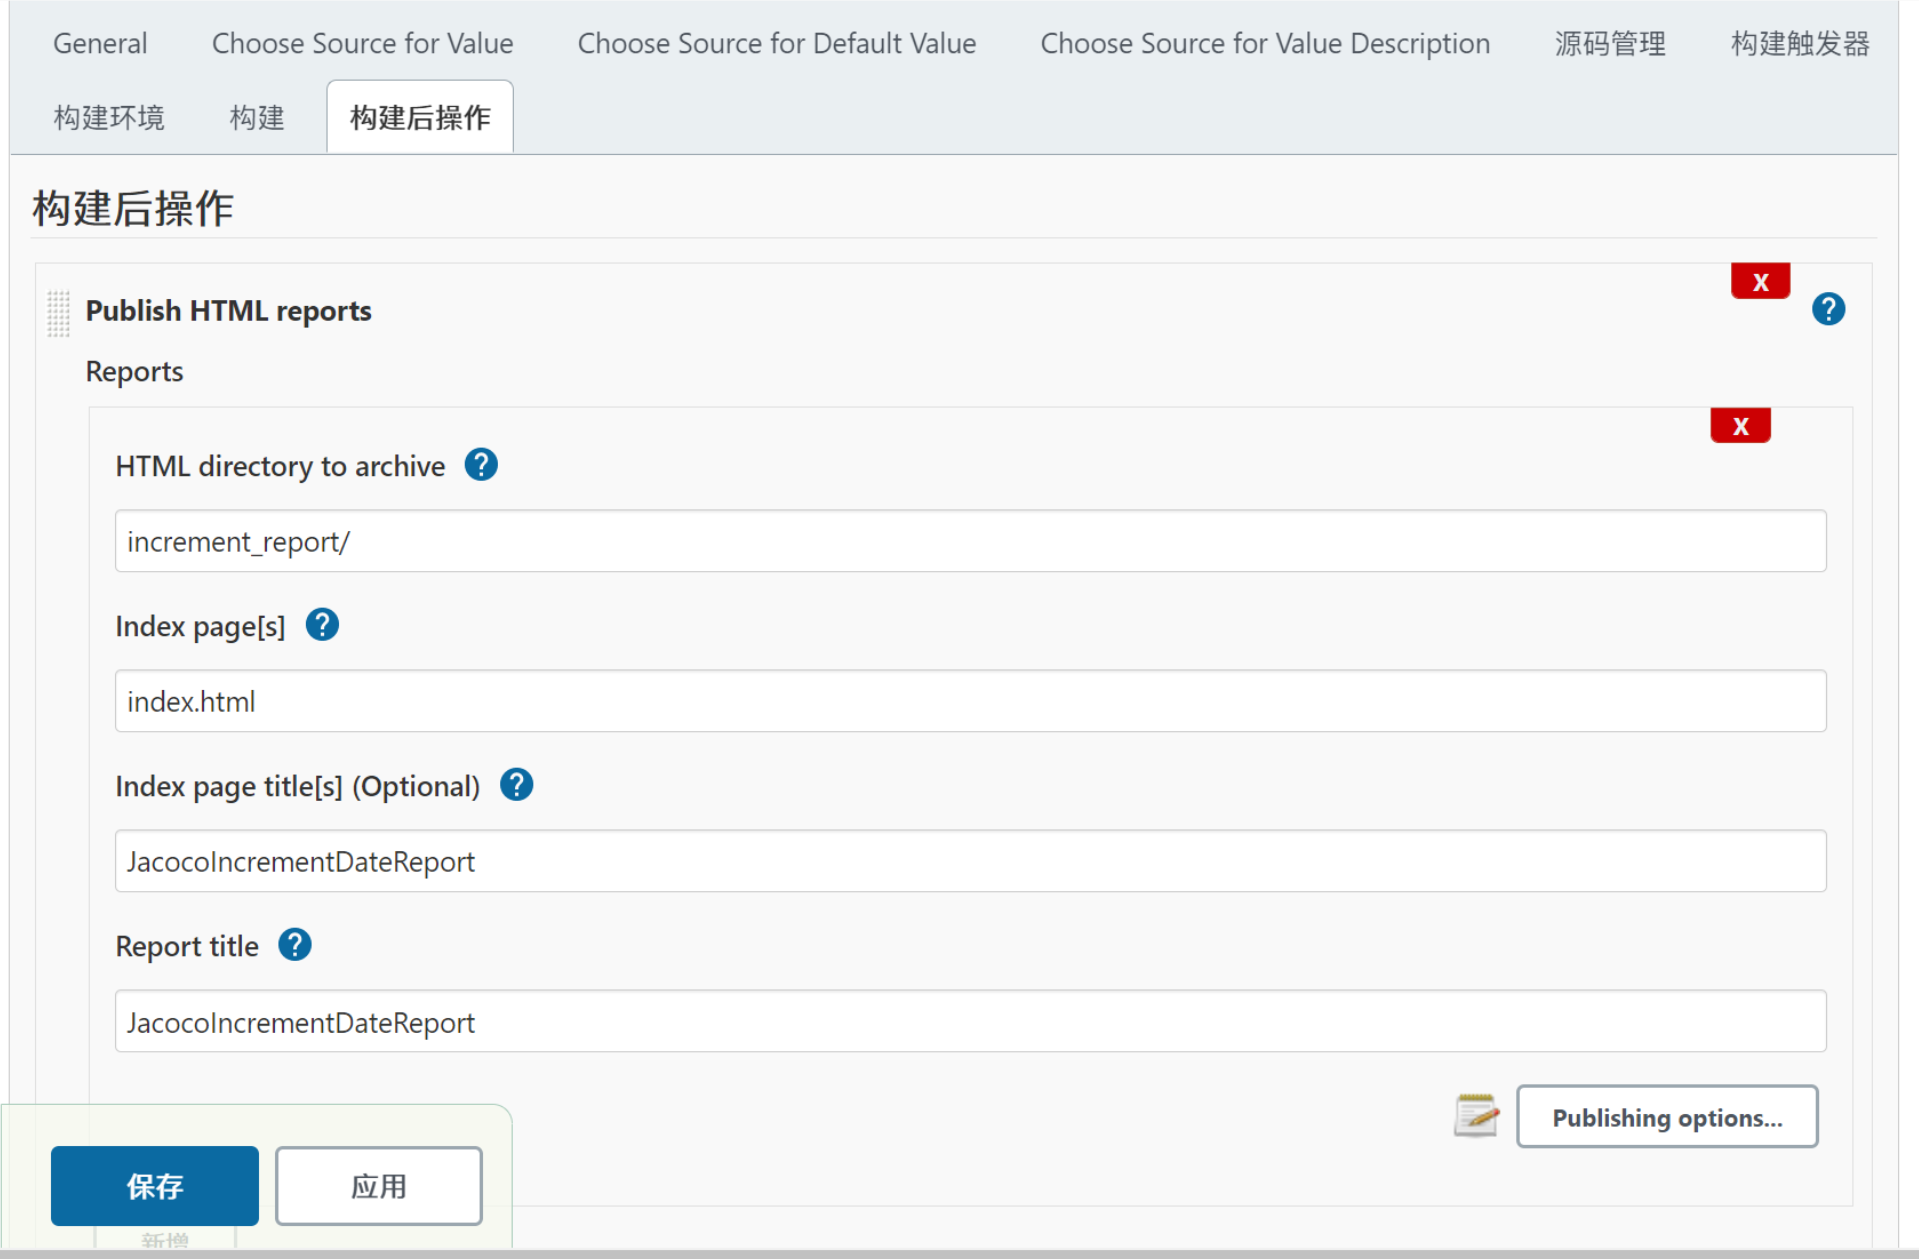 General Choose Source for Value Choose Source for Default Value Choose Source for Value Description 源码管理 构建触发器
构建环境 构建 构建后操作
构建后操作
X
Publish HTML reports ?
Reports
X
HTML directory to archive ?
increment_report/
Index page[s] ?
index.html
Index page title[s] (Optional) ?
JacocoIncrementDateReport
Report title ?
JacocoIncrementDateReport
Publishing options...
保存 应用
新增